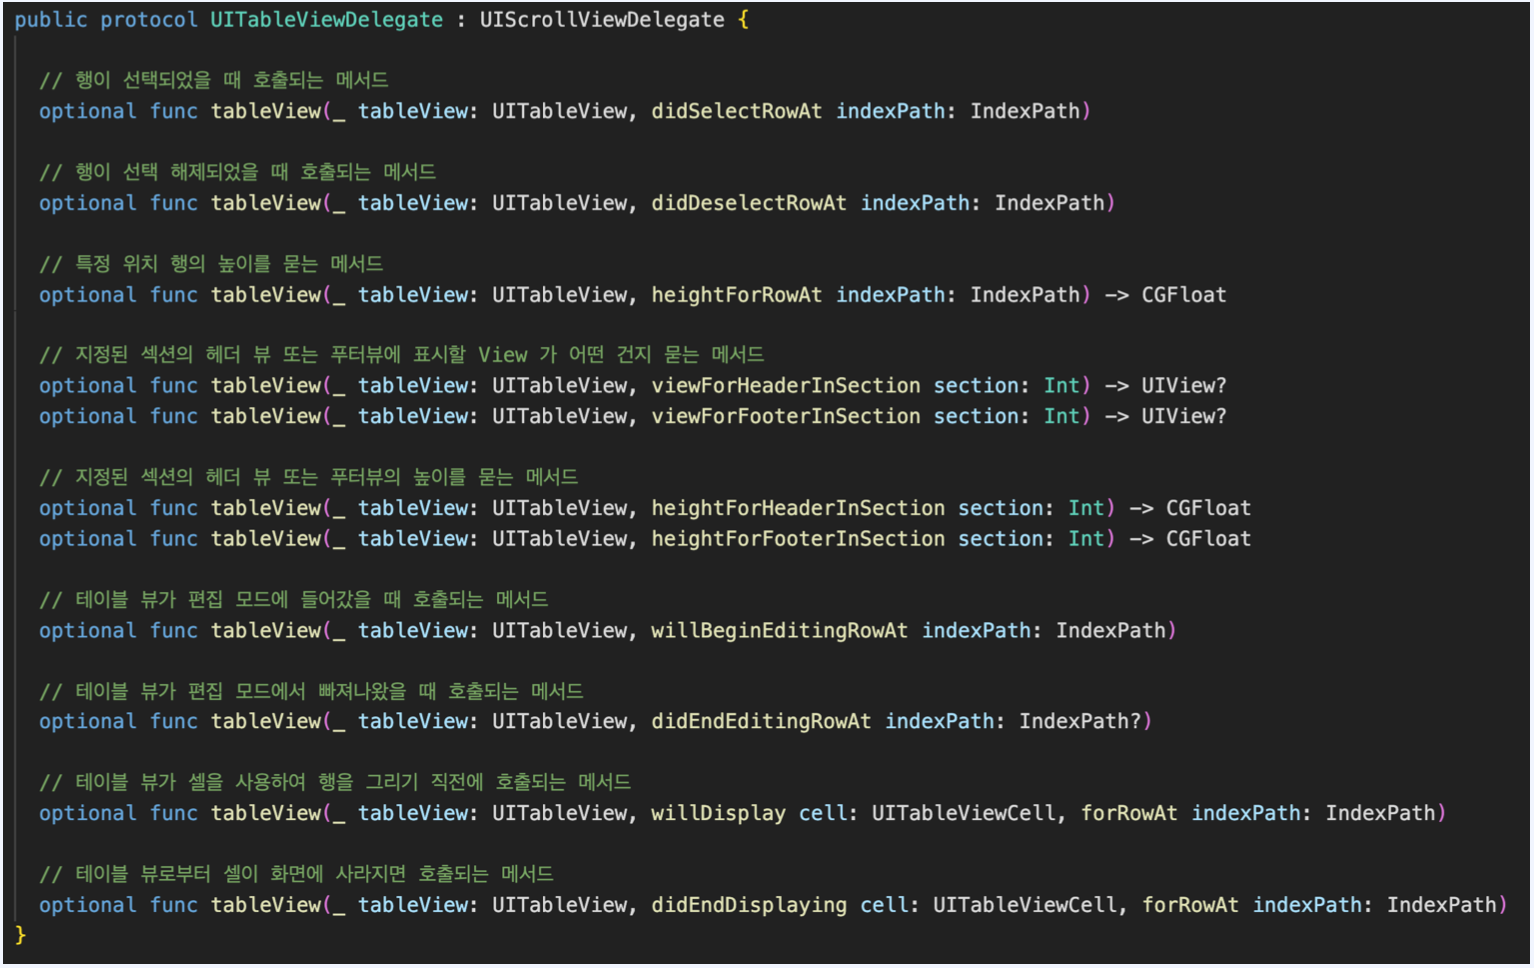 public protocol UITableViewDelegate : UIScrollViewDelegate {
// 행이 선택되었을 때 호출되는 메서드
optional func tableView(_ tableView: UITableView, didSelectRowAt indexPath: IndexPath)
// 행이 선택 해제되었을 때 호출되는 메서드
optional func tableView(_ tableView: UITableView, didDeselectRowAt indexPath: IndexPath)
// 특정 위치 행의 높이를 묻는 메서드
optional func tableView(_ tableView: UITableView, heightForRowAt indexPath: IndexPath) -> CGFloat
// 지정된 섹션의 헤더 뷰 또는 푸터뷰에 표시할 View 가 어떤 건지 묻는 메서드
optional func tableView(_ tableView: UITableView, viewForHeaderInSection section: Int) -> UIView?
optional func tableView(_ tableView: UITableView, viewForFooterInSection section: Int) -> UIView?
// 지정된 섹션의 헤더 뷰 또는 푸터뷰의 높이를 묻는 메서드
optional func tableView(_ tableView: UITableView, heightForHeaderInSection section: Int) -> CGFloat
optional func tableView(_ tableView: UITableView, heightForFooterInSection section: Int) -> CGFloat
// 테이블 뷰가 편집 모드에 들어갔을 때 호출되는 메서드
optional func tableView(_ tableView: UITableView, willBeginEditingRowAt indexPath: IndexPath)
// 테이블 뷰가 편집 모드에서 빠져나왔을 때 호출되는 메서드
optional func tableView(_ tableView: UITableView, didEndEditingRowAt indexPath: IndexPath?)
// 테이블 뷰가 셀을 사용하여 행을 그리기 직전에 호출되는 메서드
optional func tableView(_ tableView: UITableView, willDisplay cell: UITableViewCell, forRowAt indexPath: IndexPath)
// 테이블 뷰로부터 셀이 화면에 사라지면 호출되는 메서드
optional func tableView(_ tableView: UITableView, didEndDisplaying cell: UITableViewCell, forRowAt indexPath: IndexPath)
}